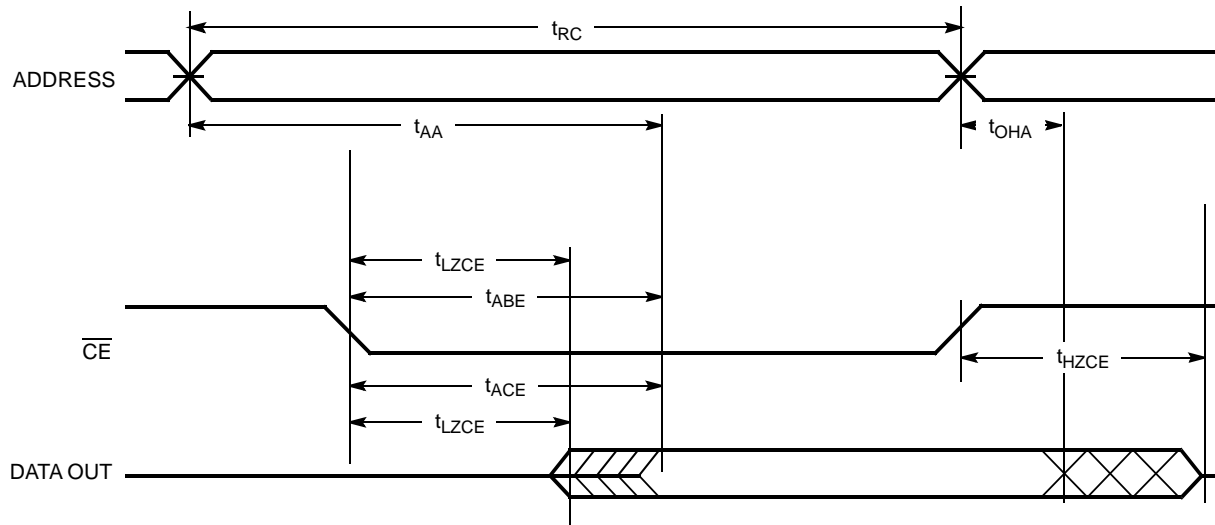 tRC
ADDRESS
tAA
tOHA
tLZCE
tABE
CE
tHZCE
tACE
tLZCE
DATA OUT